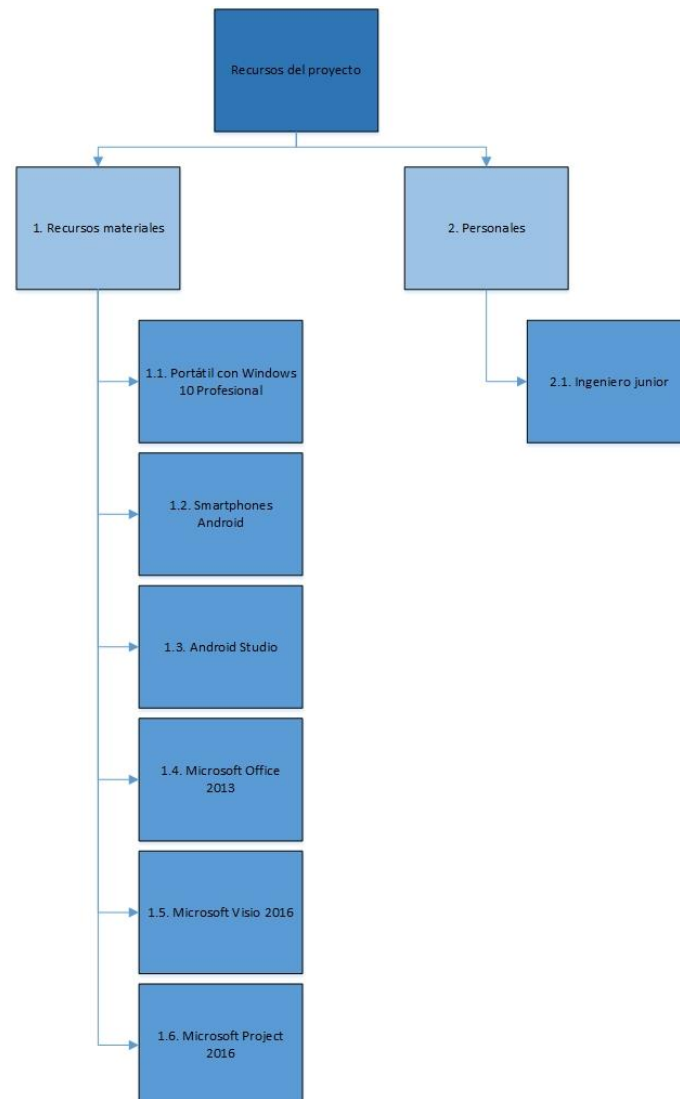 Recursos del proyecto
1. Recursos materiales
2. Personales
1.1. Portátil con Windows
10 Profesional
2.1. Ingeniero junior
1.2. Smartphones
Android
1.3. Android Studio
1.4. Microsoft Office
2013
1.5. Microsoft Visio 2016
1.6. Microsoft Project
2016